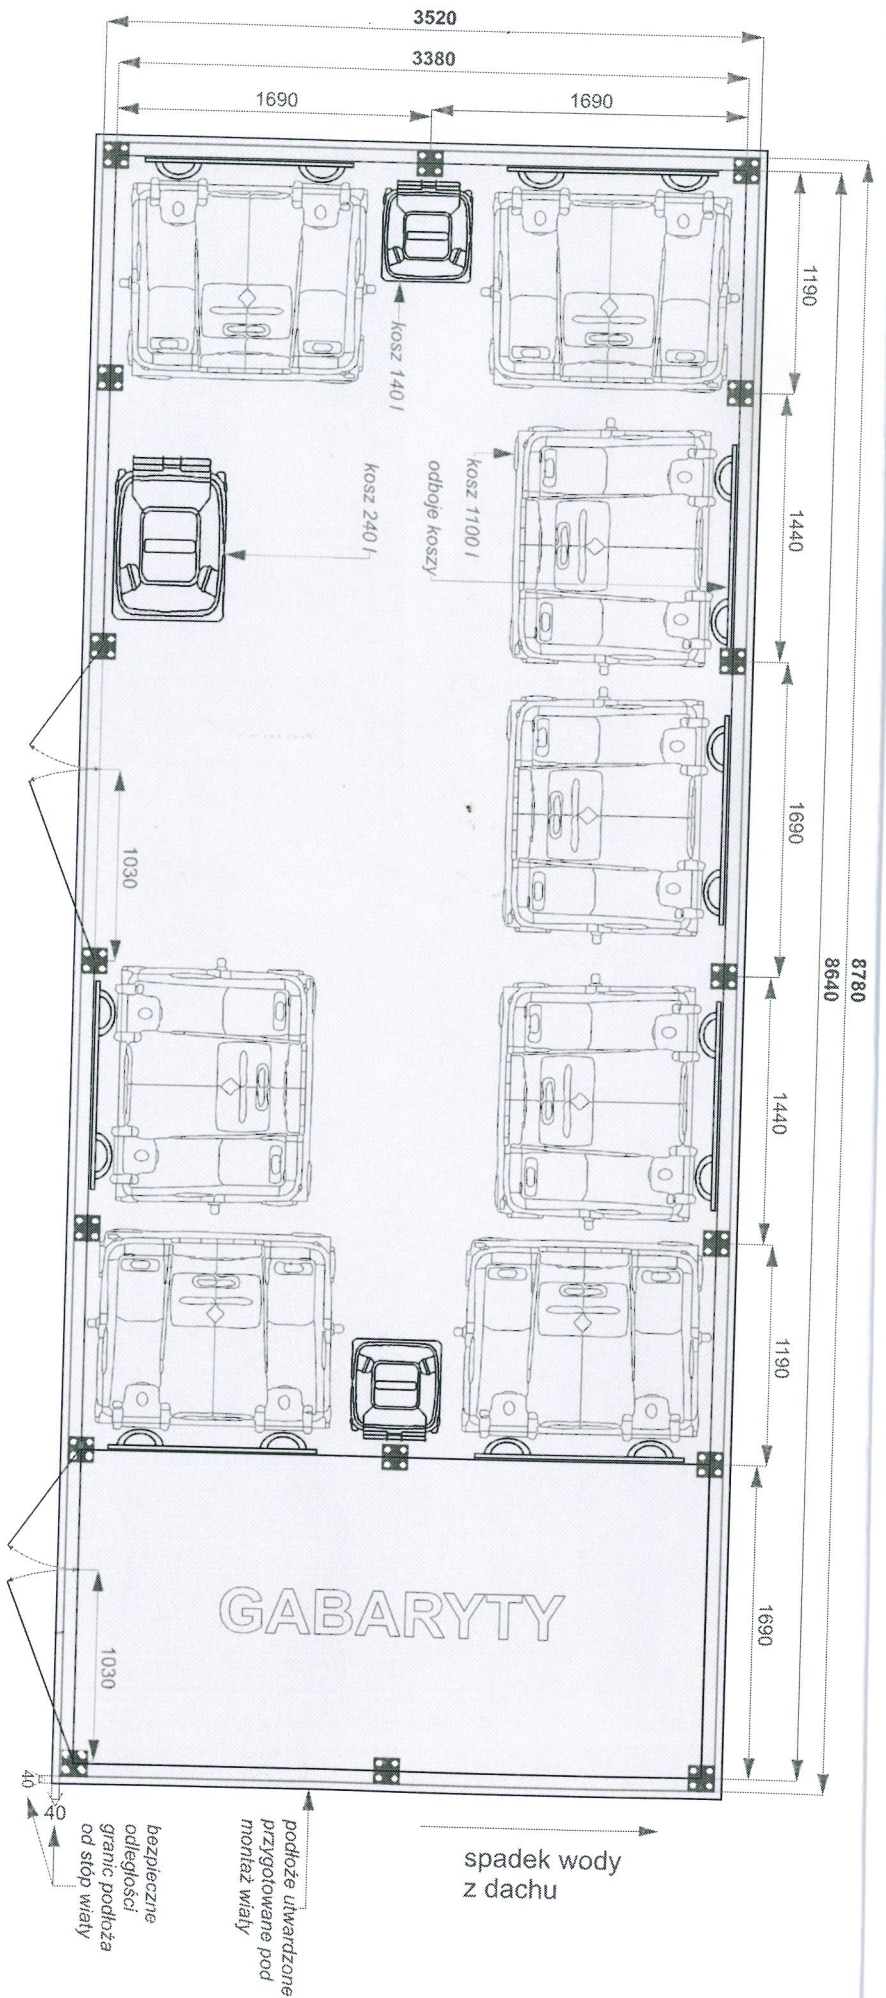 3520
3380
1690
1690
1190
1440
1690
1440
1190
1690
8780
8640
kosz 140 l
kosz 240 l
kosz 1100 l
odboje koszy
1030
1030
GABARYTY
40
40
bezpieczne
odległości
granic podłoża
od stóp wiaty
podłoże utwardzone
przygotowane pod
montaż wiaty
spadek wody
z dachu